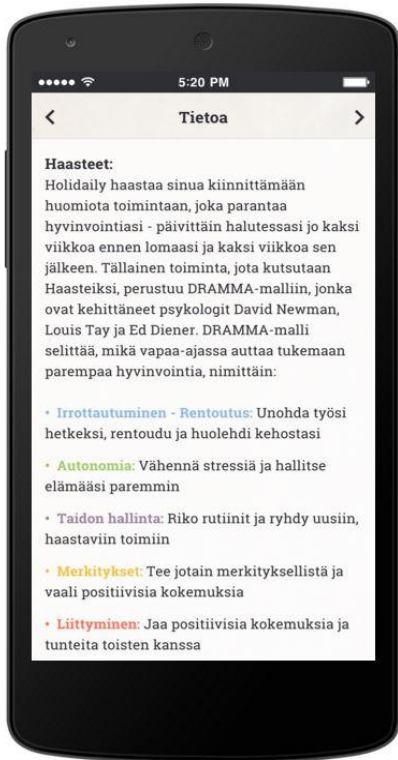 5:20 PM
Tietoa
Haasteet:
Holidaily haastaa sinua kiinnittämään
huomiota toimintaan, joka parantaa
hyvinvointiasi - päivittäin halutessasi jo kaksi
viikkoa ennen lomaasi ja kaksi viikkoa sen
jälkeen. Tällainen toiminta, jota kutsutaan
Haasteiksi, perustuu DRAMMA-malliin, jonka
ovat kehittäneet psykologit David Newman,
Louis Tay ja Ed Diener. DRAMMA-malli
selittää, mikä vapaa-ajassa auttaa tukemaan
parempaa hyvinvointia, nimittäin:
• Irrottautuminen - Rentoutus: Unohda työsi
hetkeksi, rentoudu ja huolehdi kehostasi
• Autonomia: Vähennä stressiä ja hallitse
elämääsi paremmin
• Taidon hallinta: Riko rutiinit ja ryhdy uusiin,
haastaviin toimiin
• Merkitykset: Tee jotain merkityksellistä ja
vaali positiivisia kokemuksia
• Liittyminen: Jaa positiivisia kokemuksia ja
tunteita toisten kanssa